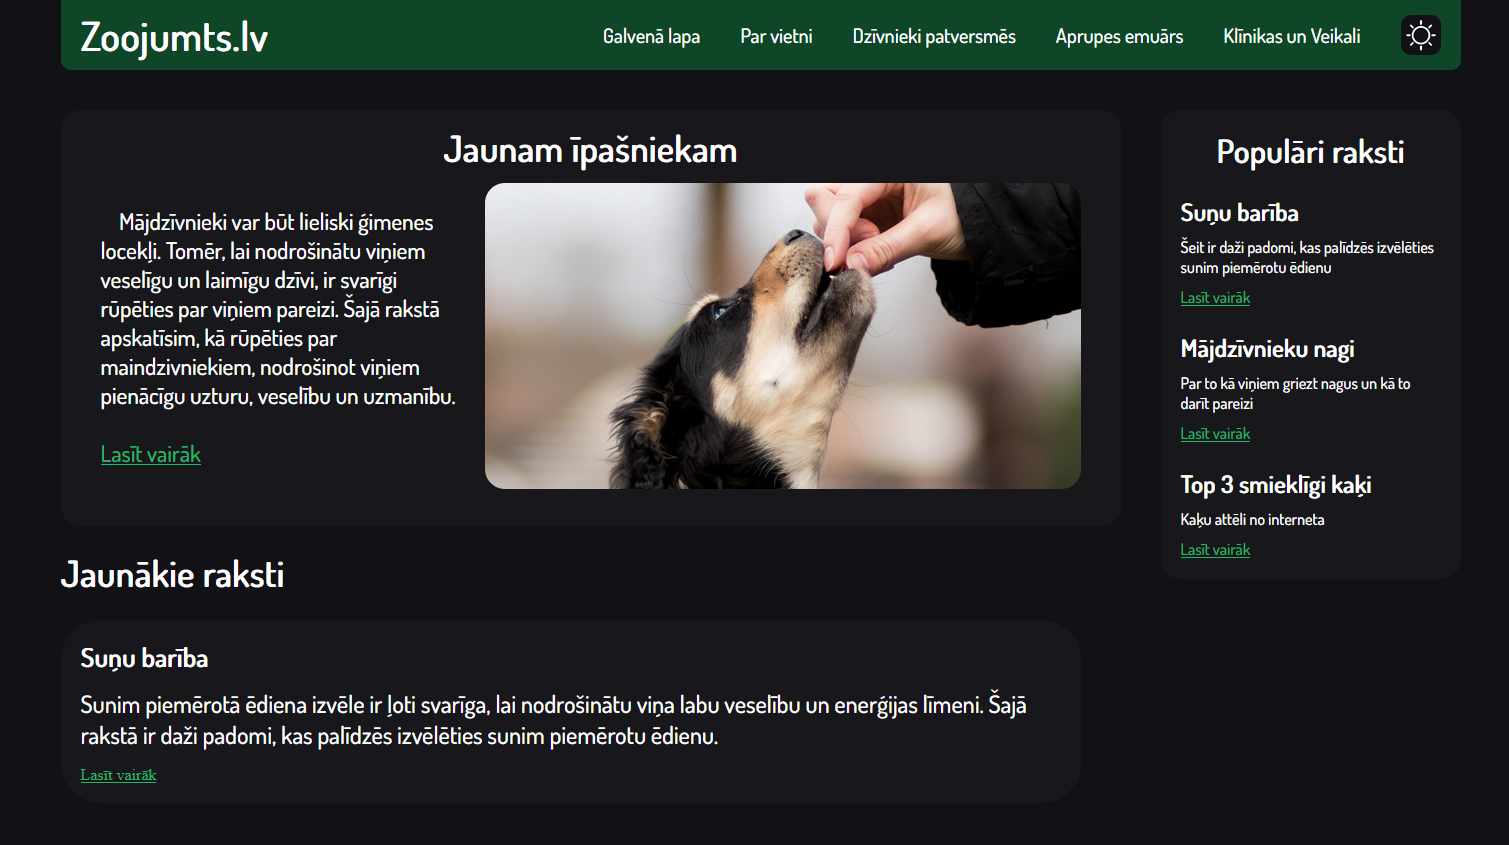 Zoojumts.lv
Galvenā lapa
Par vietni
Dzīvnieki patversmēs
Aprupes emuārs
Klīnikas un Veikali
Jaunam īpašniekam
Mājdzīvnieki var būt lieliski ģimenes
locekļi. Tomēr, lai nodrošinātu viņiem
veselīgu un laimīgu dzīvi, ir svarīgi
rūpēties par viņiem pareizi. Šajā rakstā
apskatīsim, kā rūpēties par
maindzivniekiem, nodrošinot viņiem
pienācīgu uzturu, veselību un uzmanību.
Lasīt vairāk
Jaunākie raksti
Suņu barība
Sunim piemērotā ēdiena izvēle ir ļoti svarīga, lai nodrošinātu viņa labu veselību un enerģijas līmeni. Šajā
rakstā ir daži padomi, kas palīdzēs izvēlēties sunim piemērotu ēdienu.
Lasīt vairāk
Populāri raksti
Suņu barība
Šeit ir daži padomi, kas palīdzēs izvēlēties
sunim piemērotu ēdienu
Lasīt vairāk
Mājdzīvnieku nagi
Par to kā viņiem griezt nagus un kā to
darīt pareizi
Lasīt vairāk
Top 3 smieklīgi kaķi
Kaķu attēli no interneta
Lasīt vairāk